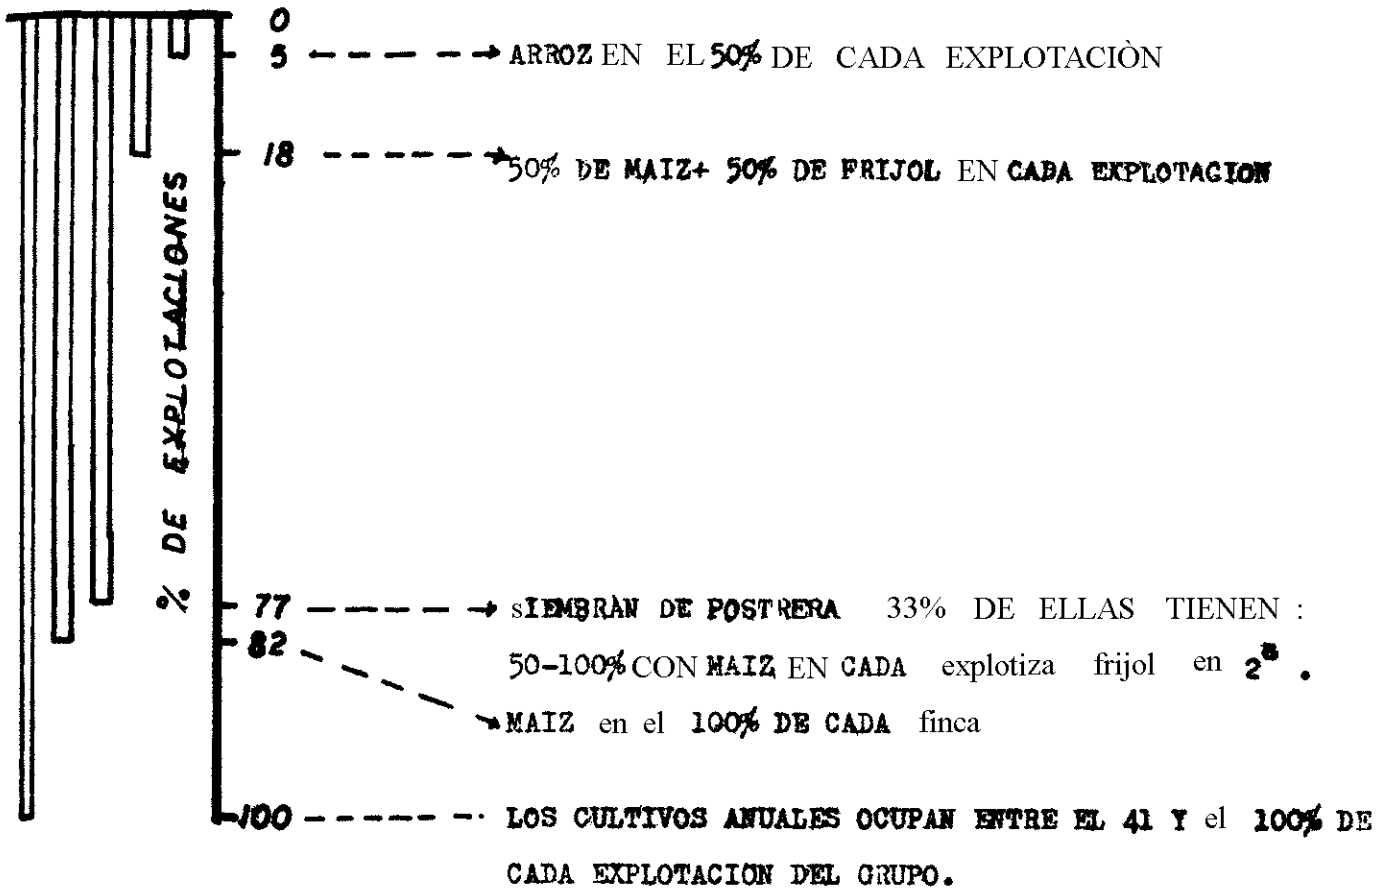 0
5 ARROZ EN EL 50% DE CADA EXPLOTACIÒN
18 50% DE MAIZ+ 50% DE FRIJOL EN CADA EXPLOTACION
% DE EXPLOTACIONES
77 sIEMBRAN DE POSTRERA 33% DE ELLAS TIENEN :
82 50-100% CON MAIZ EN CADA explotiza frijol en 2ª .
MAIZ en el 100% DE CADA finca
100 LOS CULTIVOS ANUALES OCUPAN ENTRE EL 41 Y el 100% DE
CADA EXPLOTACION DEL GRUPO.